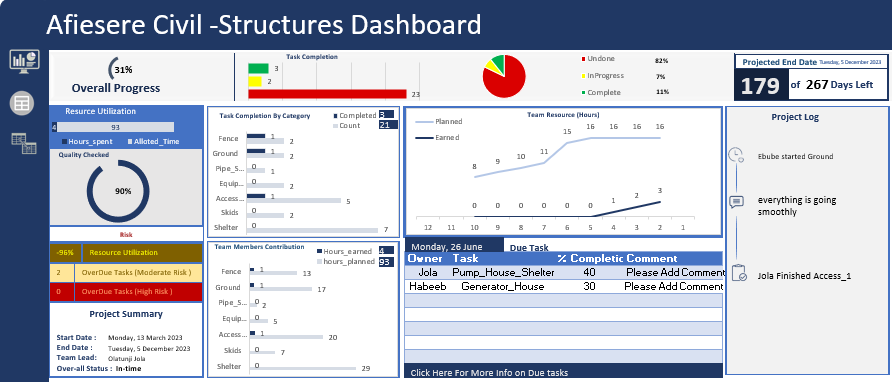 Afiesere Civil -Structures Dashboard
31%
Overall Progress
Task Completion
3
2
23
Undone 82%
InProgress 7%
Complete 11%
Projected End Date Tuesday, 5 December 2023
179 of 267 Days Left
Resurce Utilization
4 93
Hours_spent Alloted_Time
Quality Checked
90%
Risk
-96% Resource Utilization
2 OverDue Tasks (Moderate Risk )
0 OverDue Tasks (High Risk )
Project Summary
Start Date : Monday, 13 March 2023
End Date : Tuesday, 5 December 2023
Team Lead: Olatunji Jola
Over-all Status : In-time
Task Completion By Category
Completed 3
Count 21
Fence 1 2
Ground 1 2
Pipe_S... 0 1
Equip... 0 2
Access... 1 5
Skids 0 2
Shelter 0 7
Team Members Contribution
Hours_earned 4
hours_planned 93
Fence 1 13
Ground 1 17
Pipe_S... 0 2
Equip... 0 5
Access... 1 20
Skids 0 7
Shelter 0 29
Team Resource (Hours)
Planned
Earned
8 9 10 11 15 16 16 16 16
0 0 0 0 0 0 1 2 3
12 11 10 9 8 7 6 5 4 3 2 1
Monday, 26 June
Due Task
Owner Task % Completic Comment
Jola Pump_House_Shelter 40 Please Add Comment
Habeeb Generator_House 30 Please Add Comment
Click Here For More Info on Due tasks
Project Log
Ebube started Ground
everything is going
smoothly
Jola Finished Access_1